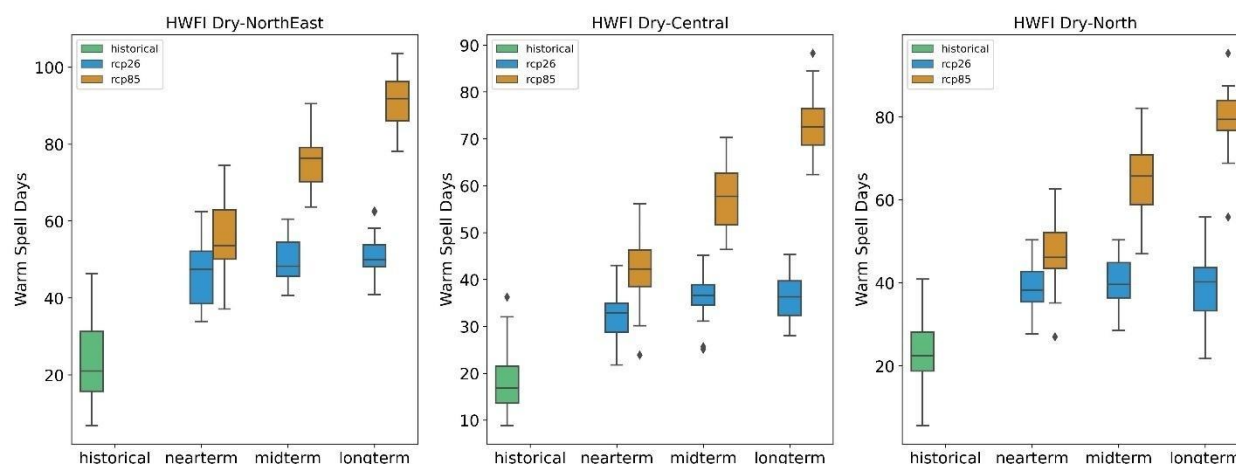 HWFI Dry-NorthEast
historical
rcp26
rcp85
Warm Spell Days
100
80
60
40
20
historical nearterm midterm longterm
HWFI Dry-Central
historical
rcp26
rcp85
Warm Spell Days
90
80
70
60
50
40
30
20
10
historical nearterm midterm longterm
HWFI Dry-North
historical
rcp26
rcp85
Warm Spell Days
80
60
40
20
historical nearterm midterm longterm